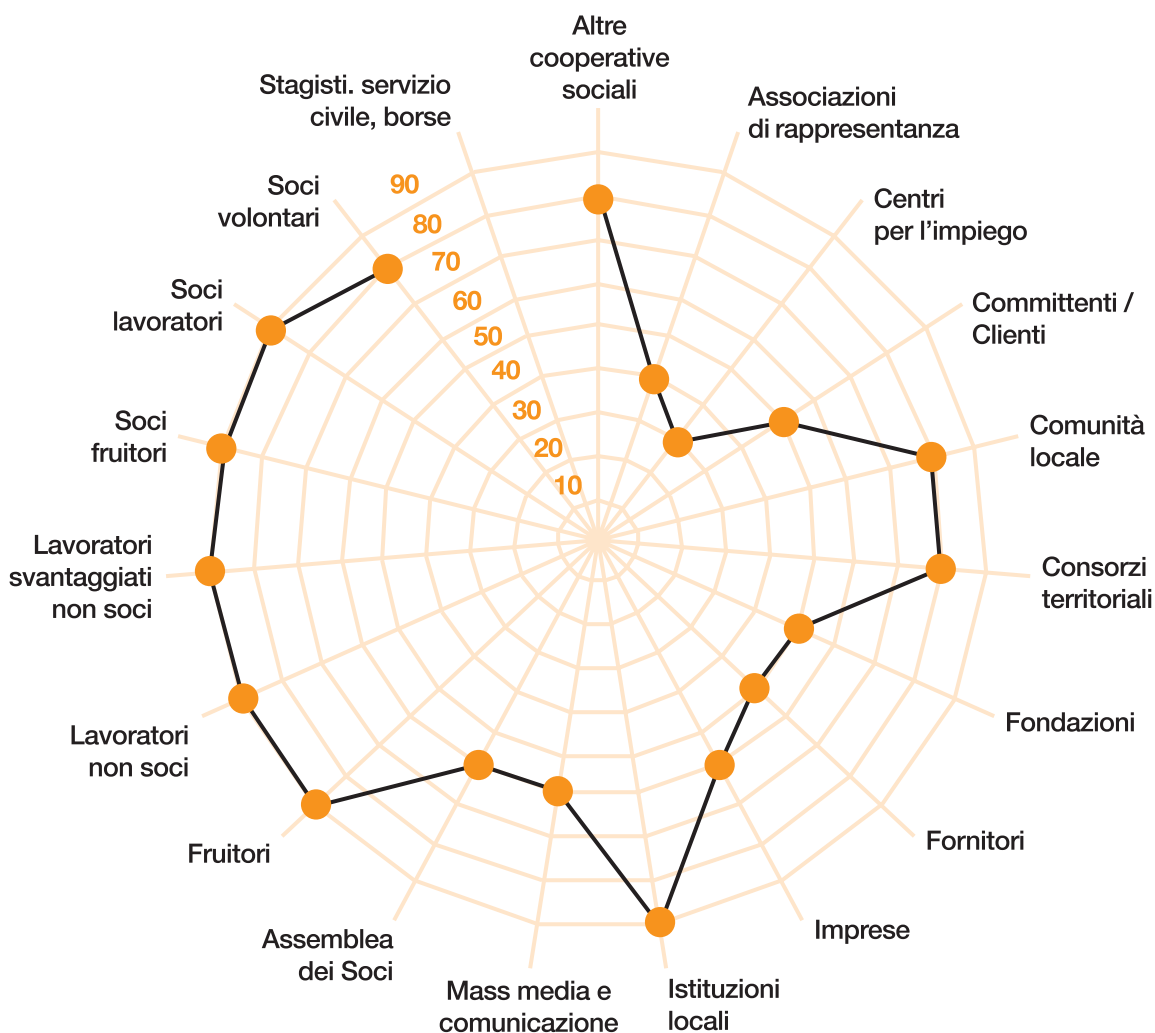 Altre
cooperative
sociali
Associazioni
di rappresentanza
Centri
per l'impiego
Committenti /
Clienti
Comunità
locale
Consorzi
territoriali
Fondazioni
Fornitori
Imprese
Istituzioni
locali
Mass media e
comunicazione
Assemblea
dei Soci
Fruitori
Lavoratori
non soci
Lavoratori
svantaggiati
non soci
Soci
fruitori
Soci
lavoratori
Soci
volontari
Stagisti. servizio
civile, borse
90
80
70
60
50
40
30
20
10